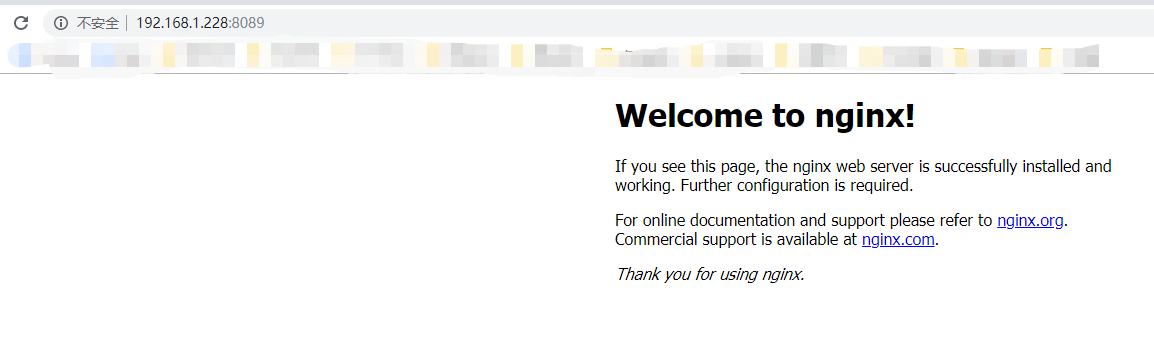 不安全 192.168.1.228:8089
Welcome to nginx!
If you see this page, the nginx web server is successfully installed and
working. Further configuration is required.
For online documentation and support please refer to nginx.org.
Commercial support is available at nginx.com.
Thank you for using nginx.